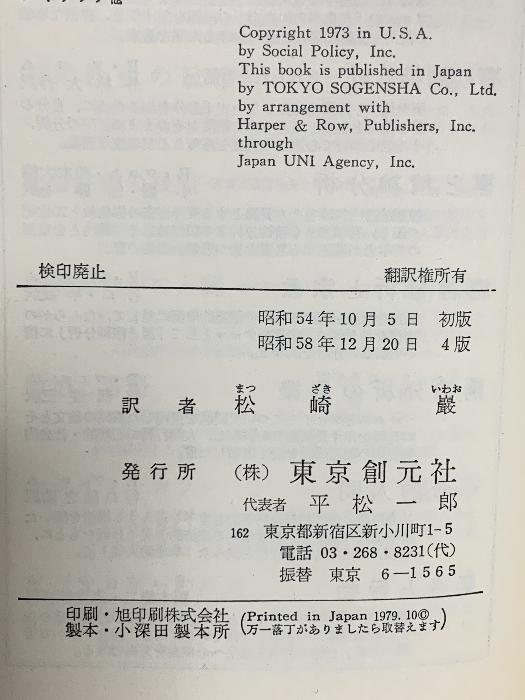 Copyright 1973 in U.S.A.
by Social Policy, Inc.
This book is published in Japan
by TOKYO SOGENSHA Co., Ltd.
by arrangement with
Harper & Row, Publishers, Inc.
through
Japan UNI Agency, Inc.
検印廃止 翻訳権所有
昭和54年10月5日 初版
昭和58年12月20日 4版
まつ ざき いわお
訳者 松崎 巖
発行所 (株) 東京創元社
代表者 平松一郎
162 東京都新宿区新小川町1-5
電話 03・268・8231(代)
振替 東京 6-1565
印刷・旭印刷株式会社 (Printed in Japan 1979.10©
製本・小深田製本所 万一落丁がありましたら取替えます)